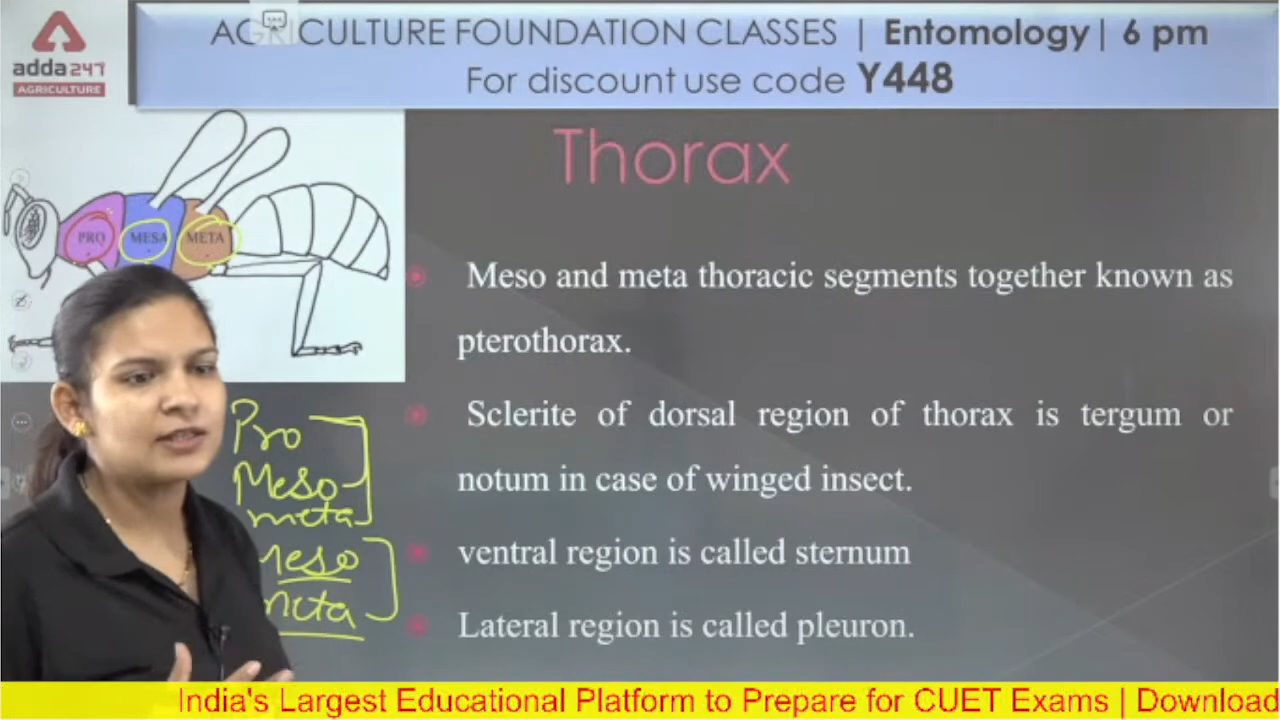 AGRICULTURE FOUNDATION CLASSES | Entomology | 6 pm
For discount use code Y448
adda247
AGRICULTURE
Thorax
PRO MESA META
Meso and meta thoracic segments together known as
pterothorax.
Sclerite of dorsal region of thorax is tergum or
notum in case of winged insect.
ventral region is called sternum
Lateral region is called pleuron.
Pro
Meso
meta
Meso
meta
India's Largest Educational Platform to Prepare for CUET Exams | Download